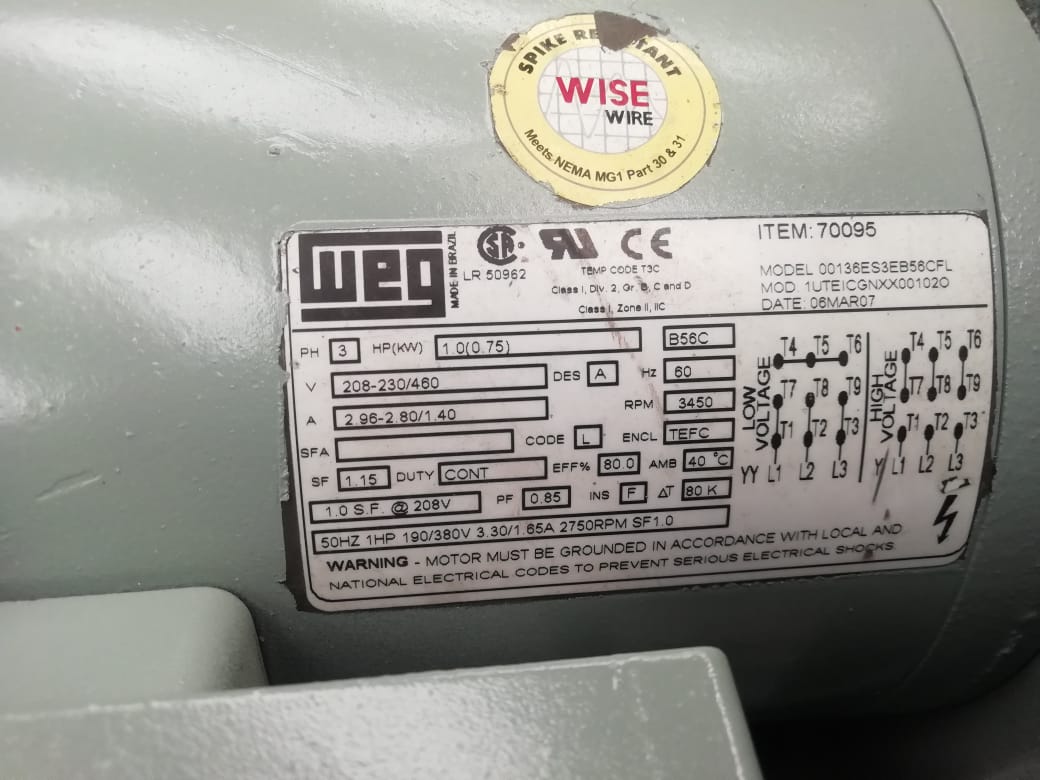 SPIKE RE TANT
WISE
WIRE
Meets NEMA MG1 Part 30 & 31
WEG
MADE IN BRAZIL
LR 50962
TEMP CODE T3C
Class I, Div. 2, Gr. B, C and D
Class I, Zone II, IIC
ITEM: 70095
MODEL 00136ES3EB56CFL
MOD. 1UTEICGNXX00102O
DATE: 06MAR07
PH 3 HP(kW) 1.0(0.75) B56C
V 208-230/460 DES A Hz 60
A 2.96-2.80/1.40 RPM 3450
SFA CODE L ENCL TEFC
SF 1.15 DUTY CONT EFF% 80.0 AMB 40 °C
1.0 S.F. @ 208V PF 0.85 INS F ΔT 80 K
50HZ 1HP 190/380V 3.30/1.65A 2750RPM SF1.0
LOW VOLTAGE
T4 T5 T6
T7 T8 T9
T1 T2 T3
YY L1 L2 L3
HIGH VOLTAGE
T4 T5 T6
T7 T8 T9
T1 T2 T3
Y L1 L2 L3
WARNING - MOTOR MUST BE GROUNDED IN ACCORDANCE WITH LOCAL AND
NATIONAL ELECTRICAL CODES TO PREVENT SERIOUS ELECTRICAL SHOCKS